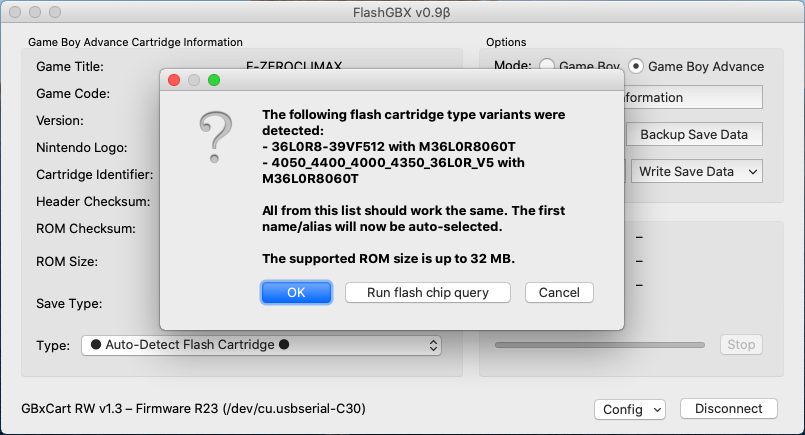 FlashGBX v0.9β
Game Boy Advance Cartridge Information
Options
Game Title:
F-ZEROCLIMAX
Mode:
Game Boy
Game Boy Advance
Game Code:
formation
Version:
Backup Save Data
Nintendo Logo:
Cartridge Identifier:
Write Save Data
Header Checksum:
ROM Checksum:
–
ROM Size:
–
–
Save Type:
Type:
● Auto-Detect Flash Cartridge ●
Stop
The following flash cartridge type variants were
detected:
- 36L0R8-39VF512 with M36L0R8060T
- 4050_4400_4000_4350_36L0R_V5 with
M36L0R8060T
All from this list should work the same. The first
name/alias will now be auto-selected.
The supported ROM size is up to 32 MB.
OK
Run flash chip query
Cancel
GBxCart RW v1.3 – Firmware R23 (/dev/cu.usbserial-C30)
Config
Disconnect